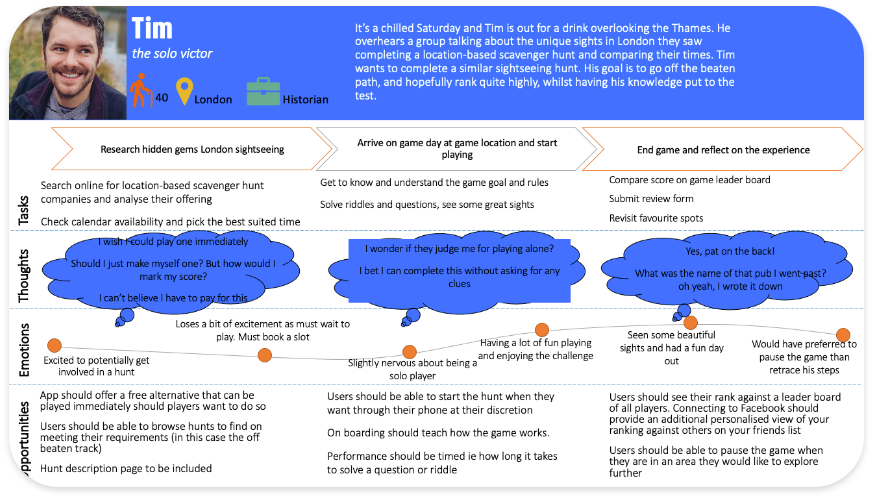 Tim
the solo victor
40
London
Historian
It's a chilled Saturday and Tim is out for a drink overlooking the Thames. He
overhears a group talking about the unique sights in London they saw
completing a location-based scavenger hunt and comparing their times. Tim
wants to complete a similar sightseeing hunt. His goal is to go off the beaten
path, and hopefully rank quite highly, whilst having his knowledge put to the
test.
Research hidden gems London sightseeing
Arrive on game day at game location and start
playing
End game and reflect on the experience
Tasks
Search online for location-based scavenger hunt
companies and analyse their offering
Check calendar availability and pick the best suited time
Get to know and understand the game goal and rules
Solve riddles and questions, see some great sights
Compare score on game leader board
Submit review form
Revisit favourite spots
Thoughts
I wish I could play one immediately
Should I just make myself one? But how would I
mark my score?
I can't believe I have to pay for this
I wonder if they judge me for playing alone?
I bet I can complete this without asking for any
clues
Yes, pat on the back!
What was the name of that pub I went past?
oh yeah, I wrote it down
Emotions
Excited to potentially get
involved in a hunt
Loses a bit of excitement as must wait to
play. Must book a slot
Slightly nervous about being a
solo player
Having a lot of fun playing
and enjoying the challenge
Seen some beautiful
sights and had a fun day
out
Would have preferred to
pause the game than
retrace his steps
pportunities
App should offer a free alternative that can be
played immediately should players want to do so
Users should be able to browse hunts to find on
meeting their requirements (in this case the off
beaten track)
Hunt description page to be included
Users should be able to start the hunt when they
want through their phone at their discretion
On boarding should teach how the game works.
Performance should be timed ie how long it takes
to solve a question or riddle
Users should see their rank against a leader board
of all players. Connecting to Facebook should
provide an additional personalised view of your
ranking against others on your friends list
Users should be able to pause the game when
they are in an area they would like to explore
further